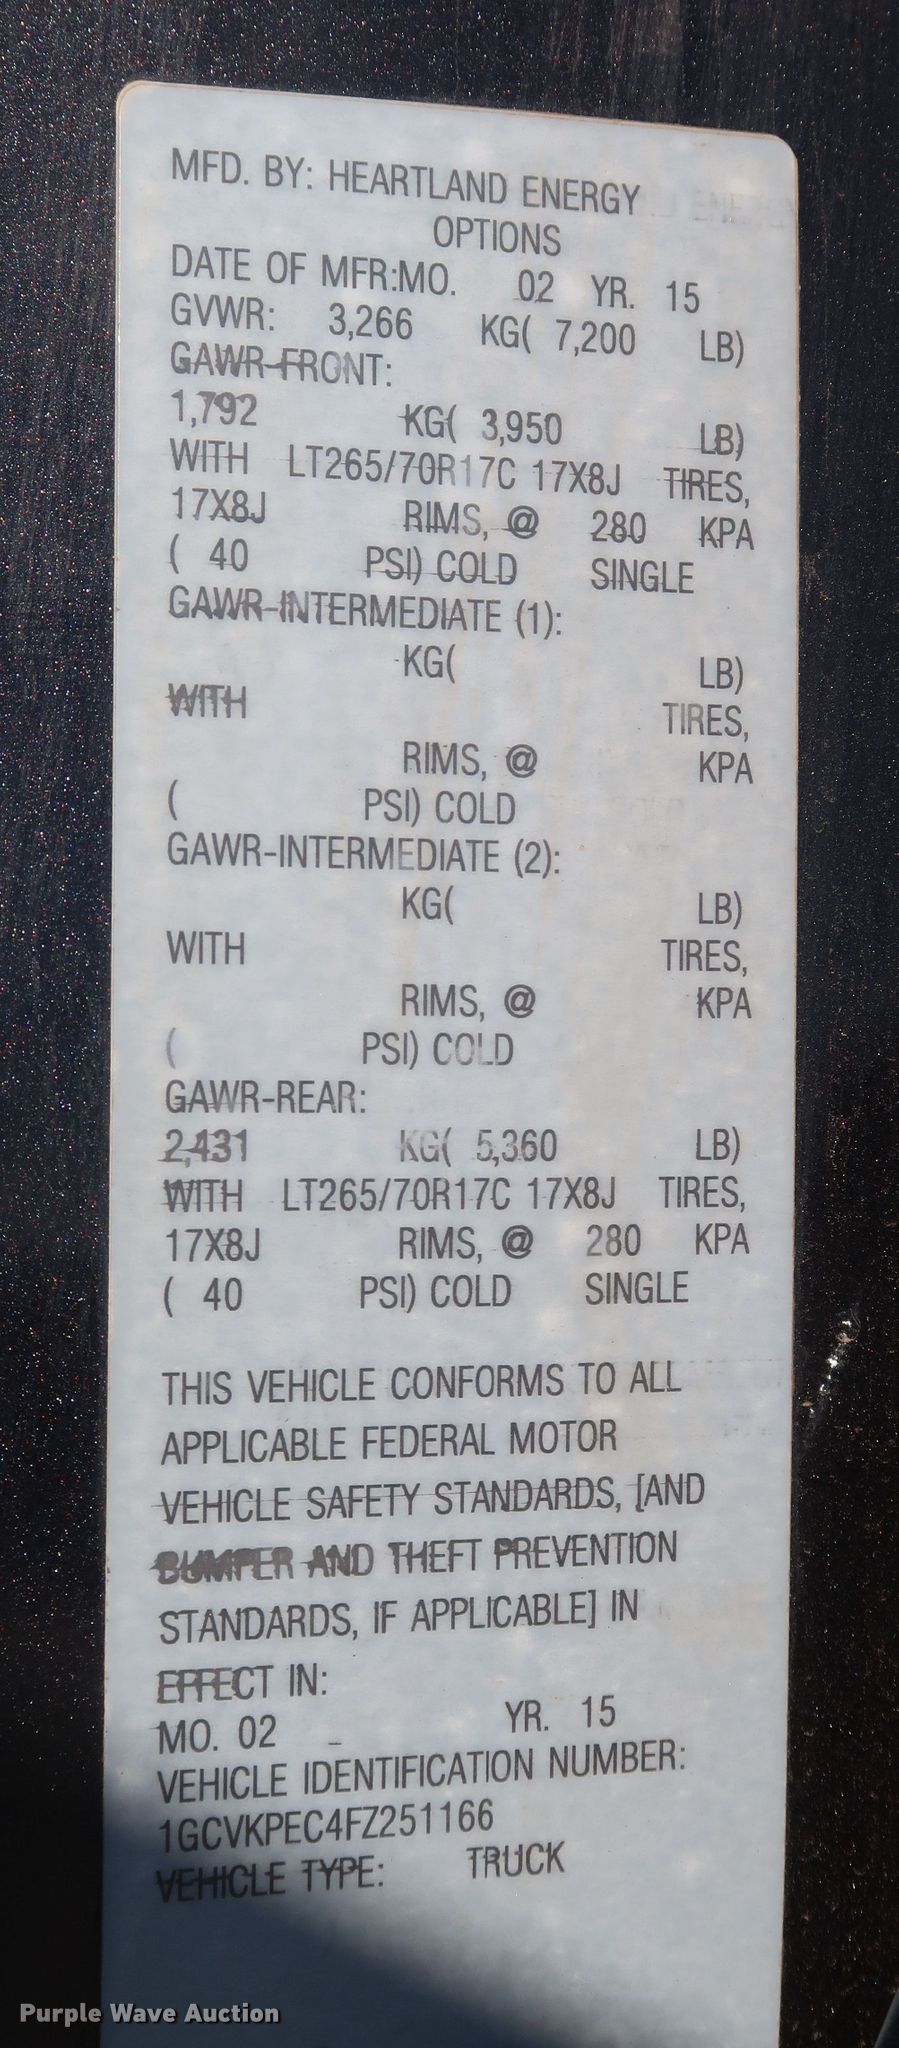 MFD. BY: HEARTLAND ENERGY
OPTIONS
DATE OF MFR:MO. 02 YR. 15
GVWR: 3,266 KG( 7,200 LB)
GAWR-FRONT:
1,792 KG( 3,950 LB)
WITH LT265/70R17C 17X8J TIRES,
17X8J RIMS, @ 280 KPA
( 40 PSI) COLD SINGLE
GAWR-INTERMEDIATE (1):
KG( LB)
WITH TIRES,
RIMS, @ KPA
( PSI) COLD
GAWR-INTERMEDIATE (2):
KG( LB)
WITH TIRES,
RIMS, @ KPA
( PSI) COLD
GAWR-REAR:
2,431 KG( 5,360 LB)
WITH LT265/70R17C 17X8J TIRES,
17X8J RIMS, @ 280 KPA
( 40 PSI) COLD SINGLE
THIS VEHICLE CONFORMS TO ALL
APPLICABLE FEDERAL MOTOR
VEHICLE SAFETY STANDARDS, [AND
BUMPER AND THEFT PREVENTION
STANDARDS, IF APPLICABLE] IN
EFFECT IN:
MO. 02 YR. 15
VEHICLE IDENTIFICATION NUMBER:
1GCVKPEC4FZ251166
VEHICLE TYPE: TRUCK
Purple Wave Auction